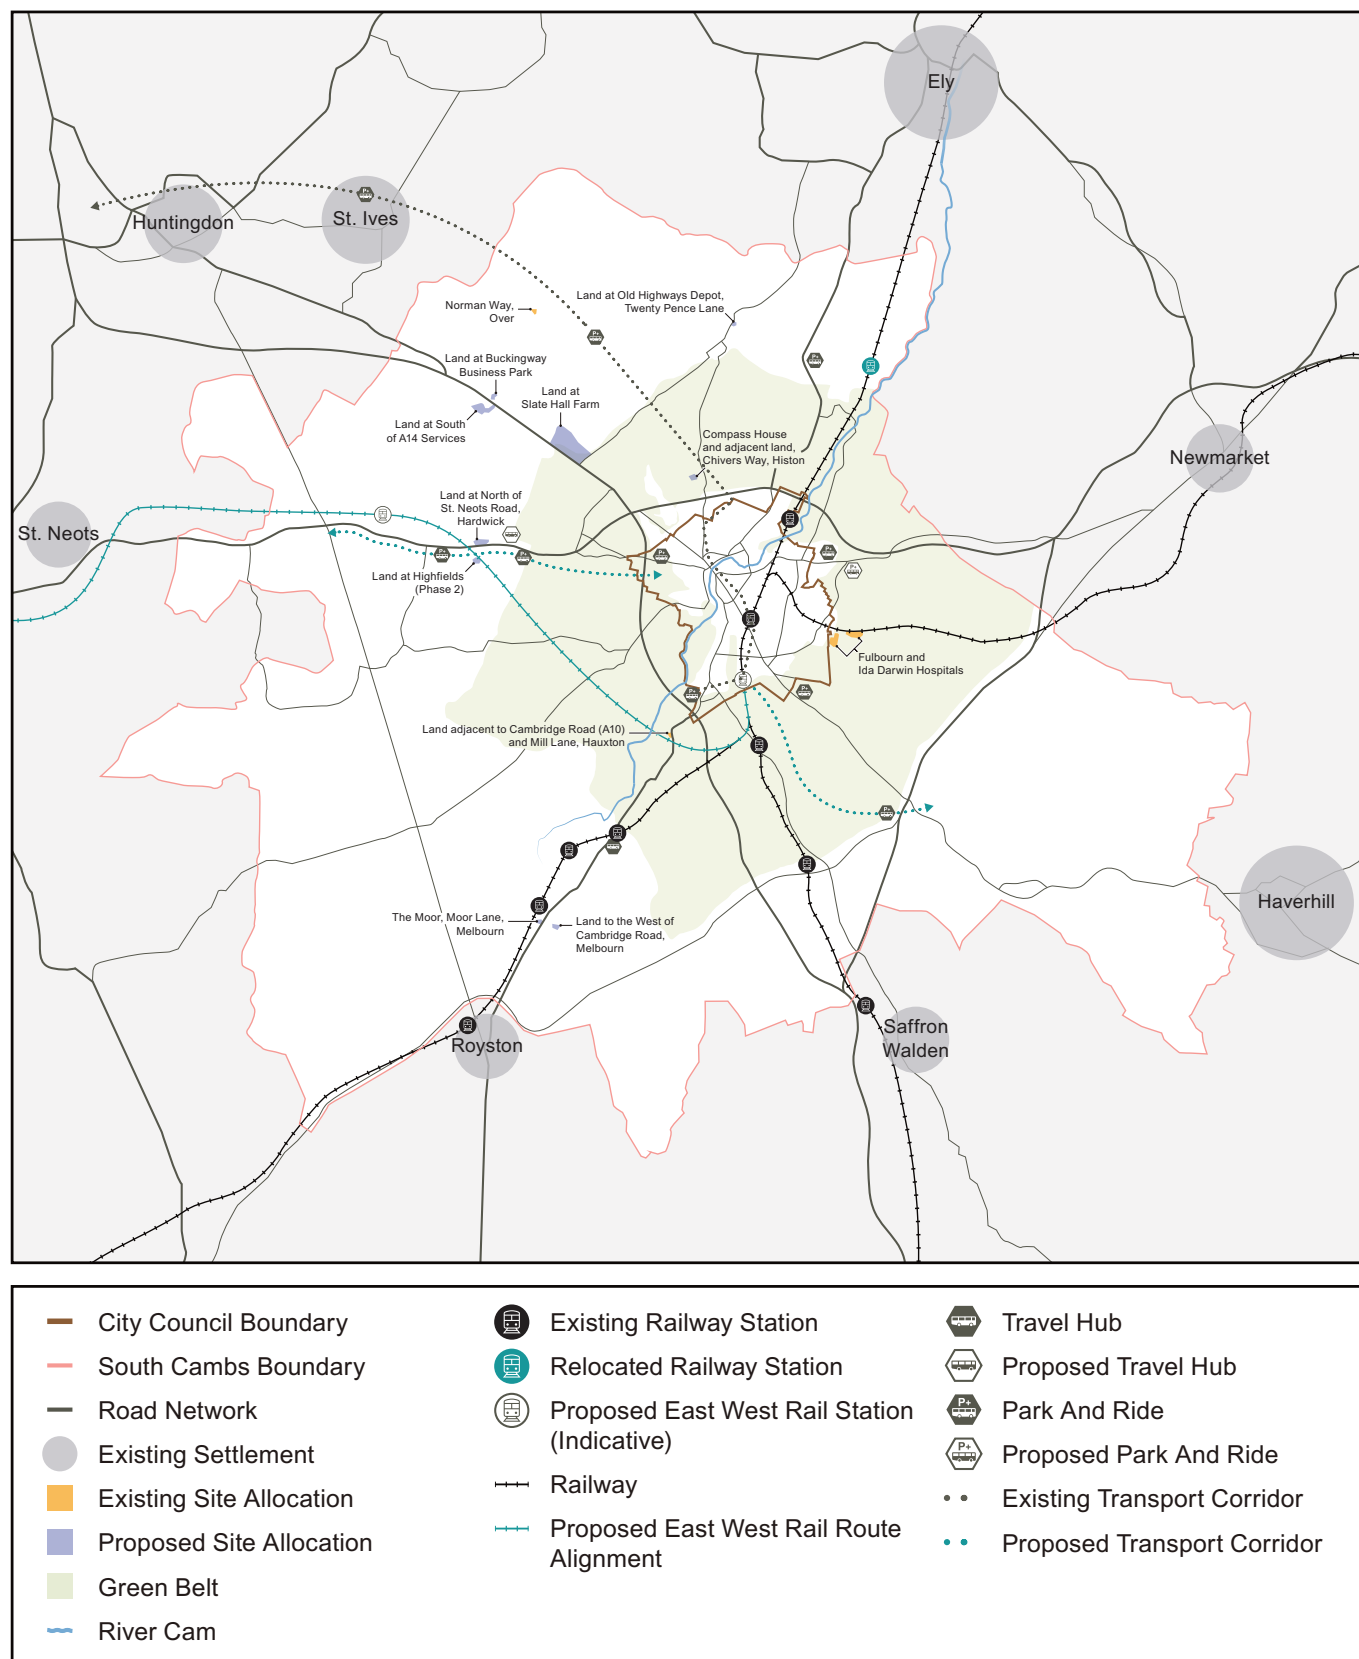 Ely
Huntingdon
St. Ives
Norman Way,
Over
Land at Old Highways Depot,
Twenty Pence Lane
Land at Buckingway
Business Park
Land at
Slate Hall Farm
Land at South
of A14 Services
Compass House
and adjacent land,
Chivers Way, Histon
Newmarket
St. Neots
Land at North of
St. Neots Road,
Hardwick
Land at Highfields
(Phase 2)
Fulbourn and
Ida Darwin Hospitals
Land adjacent to Cambridge Road (A10)
and Mill Lane, Hauxton
Haverhill
The Moor, Moor Lane,
Melbourn
Land to the West of
Cambridge Road,
Melbourn
Royston
Saffron
Walden
P+
P+
P+
P+
P+
P+
P+
P+
P+
P+
P+
City Council Boundary
South Cambs Boundary
Road Network
Existing Settlement
Existing Site Allocation
Proposed Site Allocation
Green Belt
River Cam
Existing Railway Station
Relocated Railway Station
Proposed East West Rail Station
(Indicative)
Railway
Proposed East West Rail Route
Alignment
Travel Hub
Proposed Travel Hub
P+
Park And Ride
P+
Proposed Park And Ride
Existing Transport Corridor
Proposed Transport Corridor